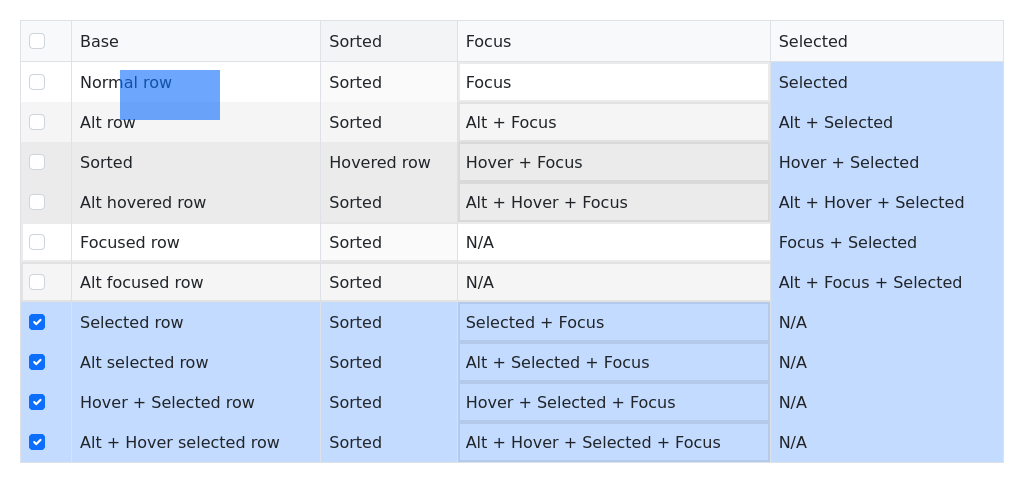 Base Sorted Focus Selected
Normal row Sorted Focus Selected
Alt row Sorted Alt + Focus Alt + Selected
Sorted Hovered row Hover + Focus Hover + Selected
Alt hovered row Sorted Alt + Hover + Focus Alt + Hover + Selected
Focused row Sorted N/A Focus + Selected
Alt focused row Sorted N/A Alt + Focus + Selected
Selected row Sorted Selected + Focus N/A
Alt selected row Sorted Alt + Selected + Focus N/A
Hover + Selected row Sorted Hover + Selected + Focus N/A
Alt + Hover selected row Sorted Alt + Hover + Selected + Focus N/A